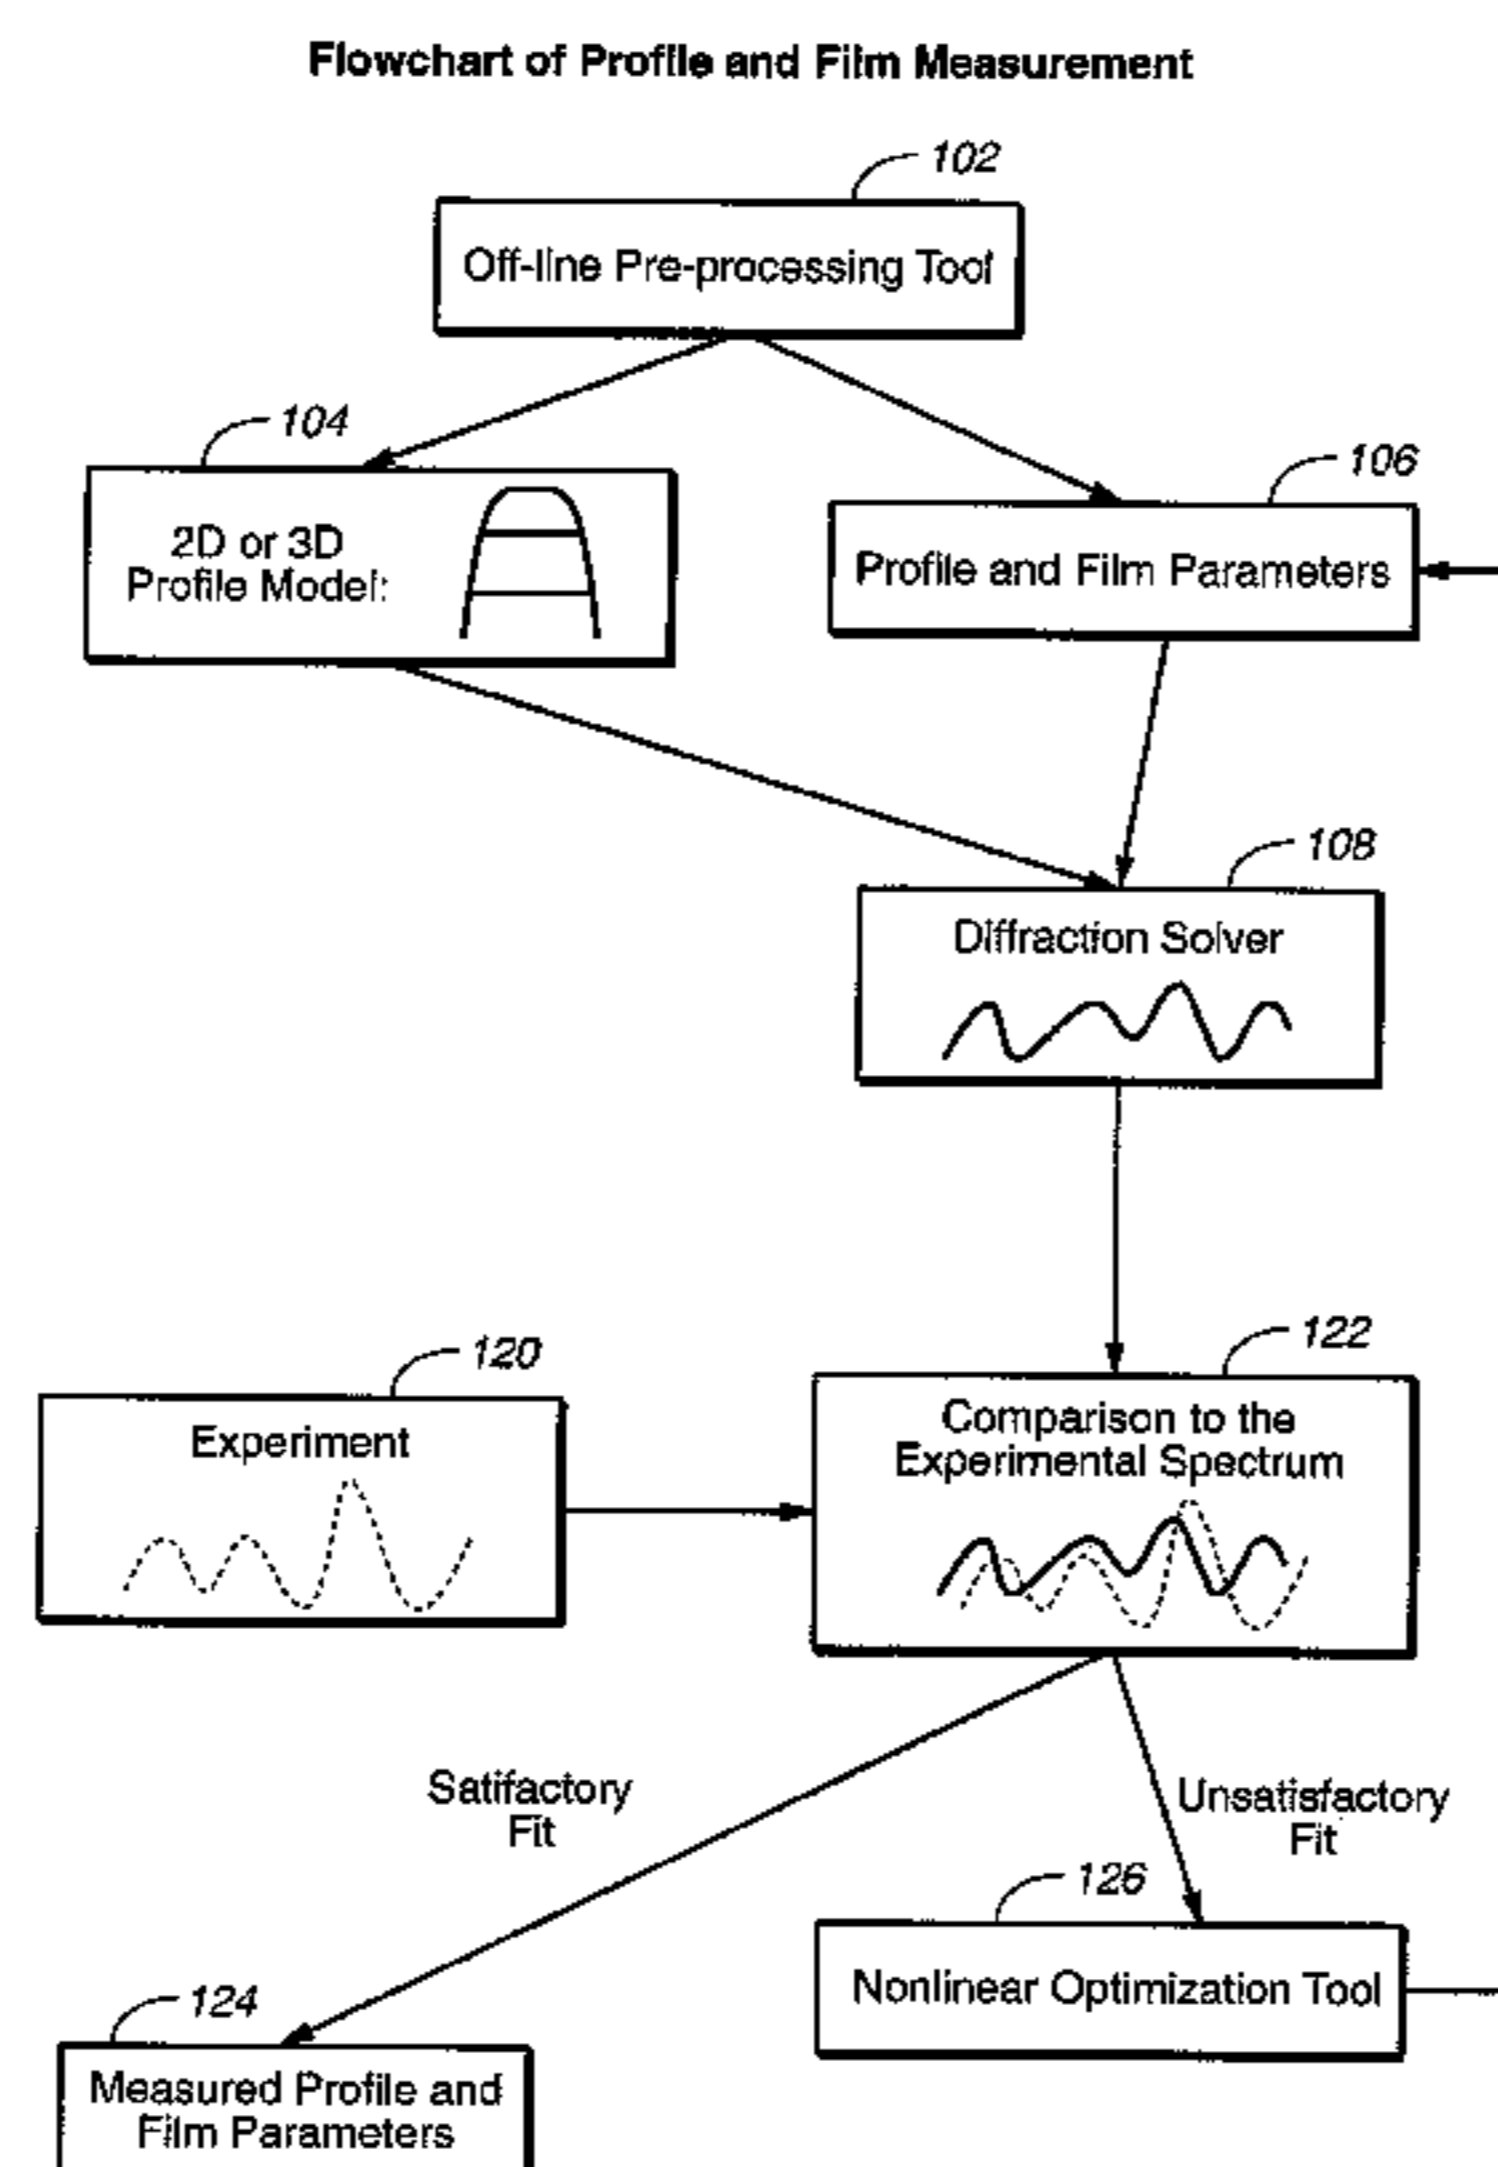 Flowchart of Profile and Film Measurement
102
Off-line Pre-processing Tool
104
2D or 3D
Profile Model:
106
Profile and Film Parameters
108
Diffraction Solver
120
Experiment
122
Comparison to the
Experimental Spectrum
Satifactory
Fit
Unsatisfactory
Fit
126
Nonlinear Optimization Tool
124
Measured Profile and
Film Parameters